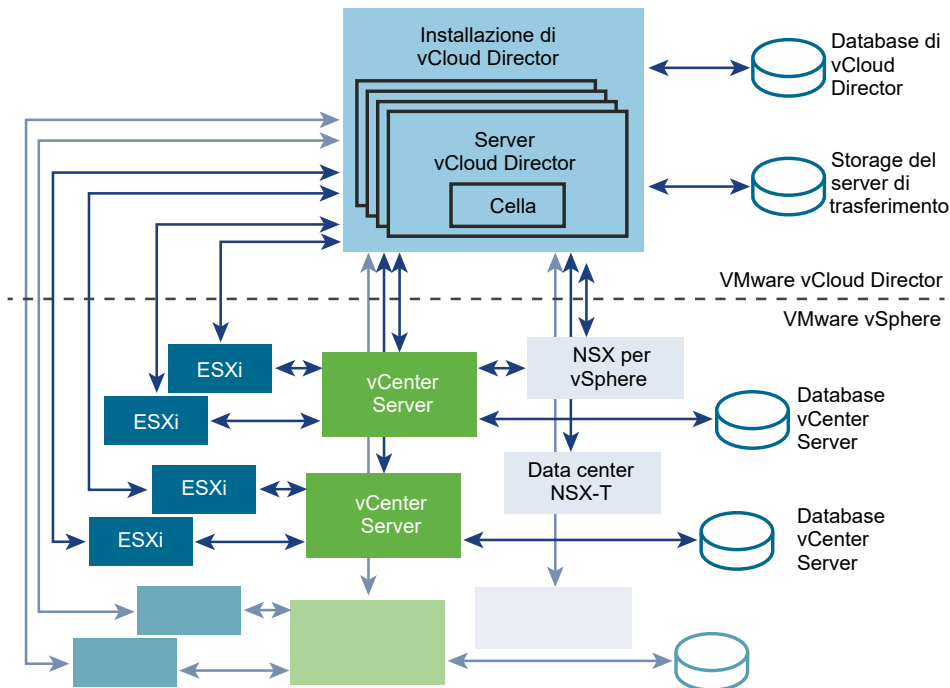 Installazione di
vCloud Director
Database di
vCloud
Director
Server
vCloud Director
Cella
Storage del
server di
trasferimento
VMware vCloud Director
VMware vSphere
ESXi
vCenter
Server
NSX per
vSphere
ESXi
Database
vCenter
Server
ESXi
vCenter
Server
Data center
NSX-T
ESXi
Database
vCenter
Server